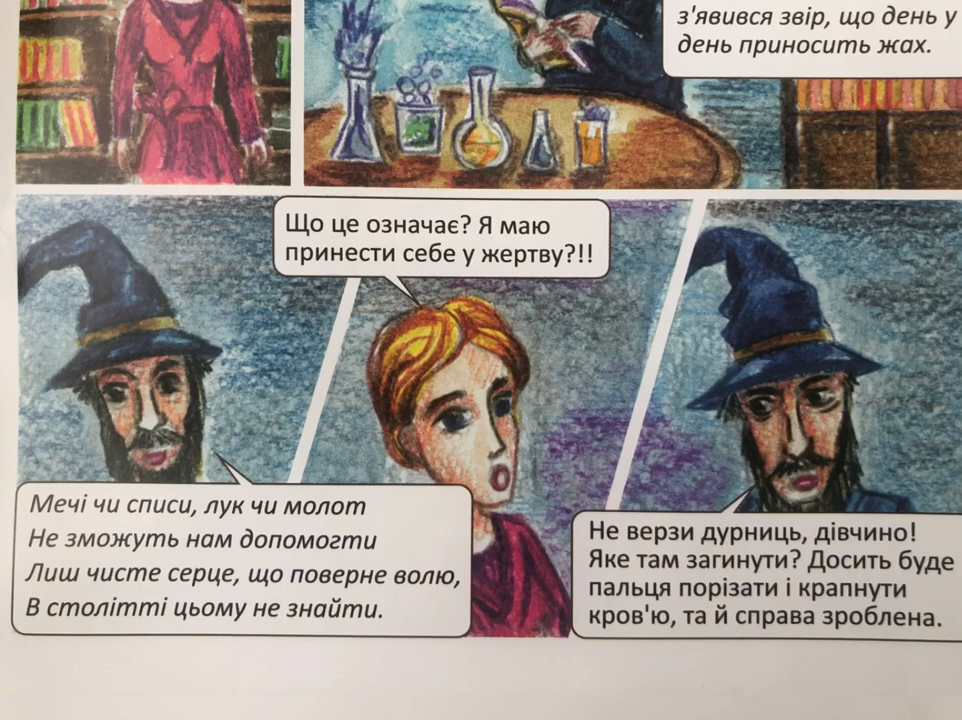 з'явився звір, що день у
день приносить жах.
Що це означає? Я маю
принести себе у жертву?!!
Мечі чи списи, лук чи молот
Не зможуть нам допомогти
Лиш чисте серце, що поверне волю,
В столітті цьому не знайти.
Не верзи дурниць, дівчино!
Яке там загинути? Досить буде
пальця порізати і крапнути
кров'ю, та й справа зроблена.